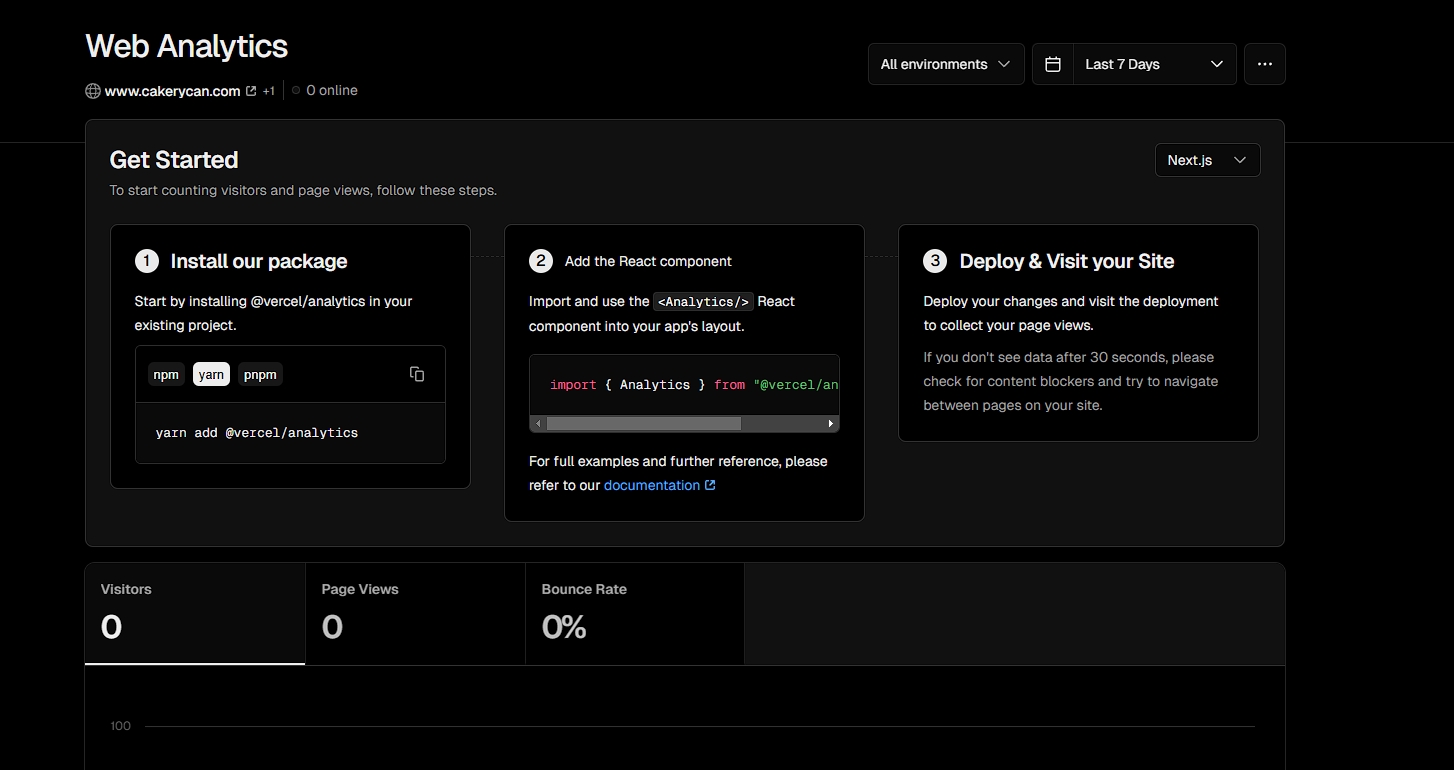 Web Analytics
www.cakerycan.com +1 0 online
All environments
Last 7 Days
Get Started
To start counting visitors and page views, follow these steps.
Next.js
1 Install our package
Start by installing @vercel/analytics in your
existing project.
npm yarn pnpm
yarn add @vercel/analytics
2 Add the React component
Import and use the <Analytics/> React
component into your app's layout.
import { Analytics } from "@vercel/an
For full examples and further reference, please
refer to our documentation
3 Deploy & Visit your Site
Deploy your changes and visit the deployment
to collect your page views.
If you don't see data after 30 seconds, please
check for content blockers and try to navigate
between pages on your site.
Visitors
0
Page Views
0
Bounce Rate
0%
100